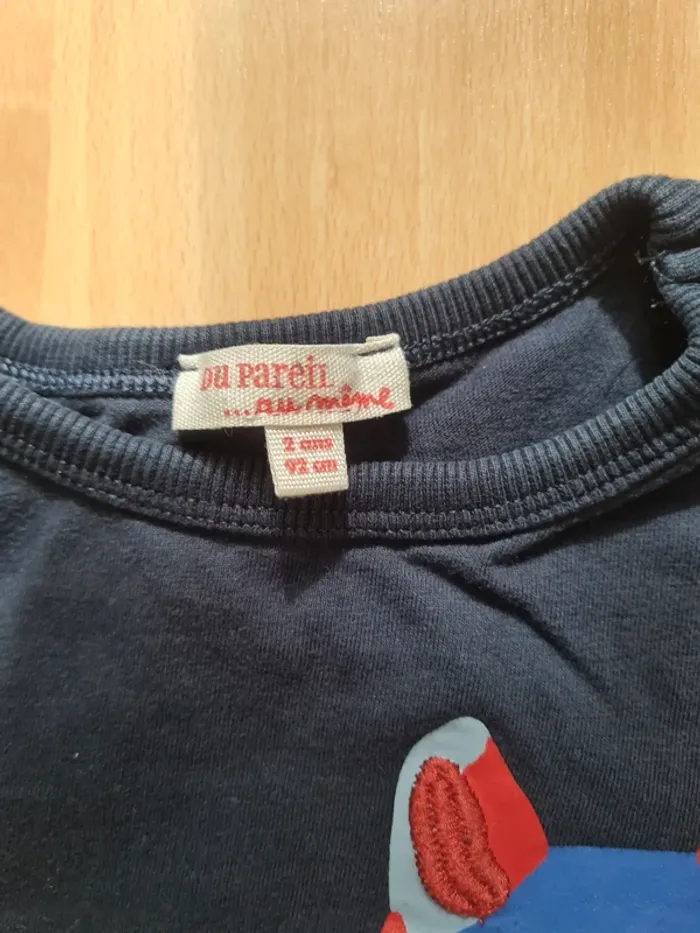 DU PAREIL
...au même
2 ans
92 cm